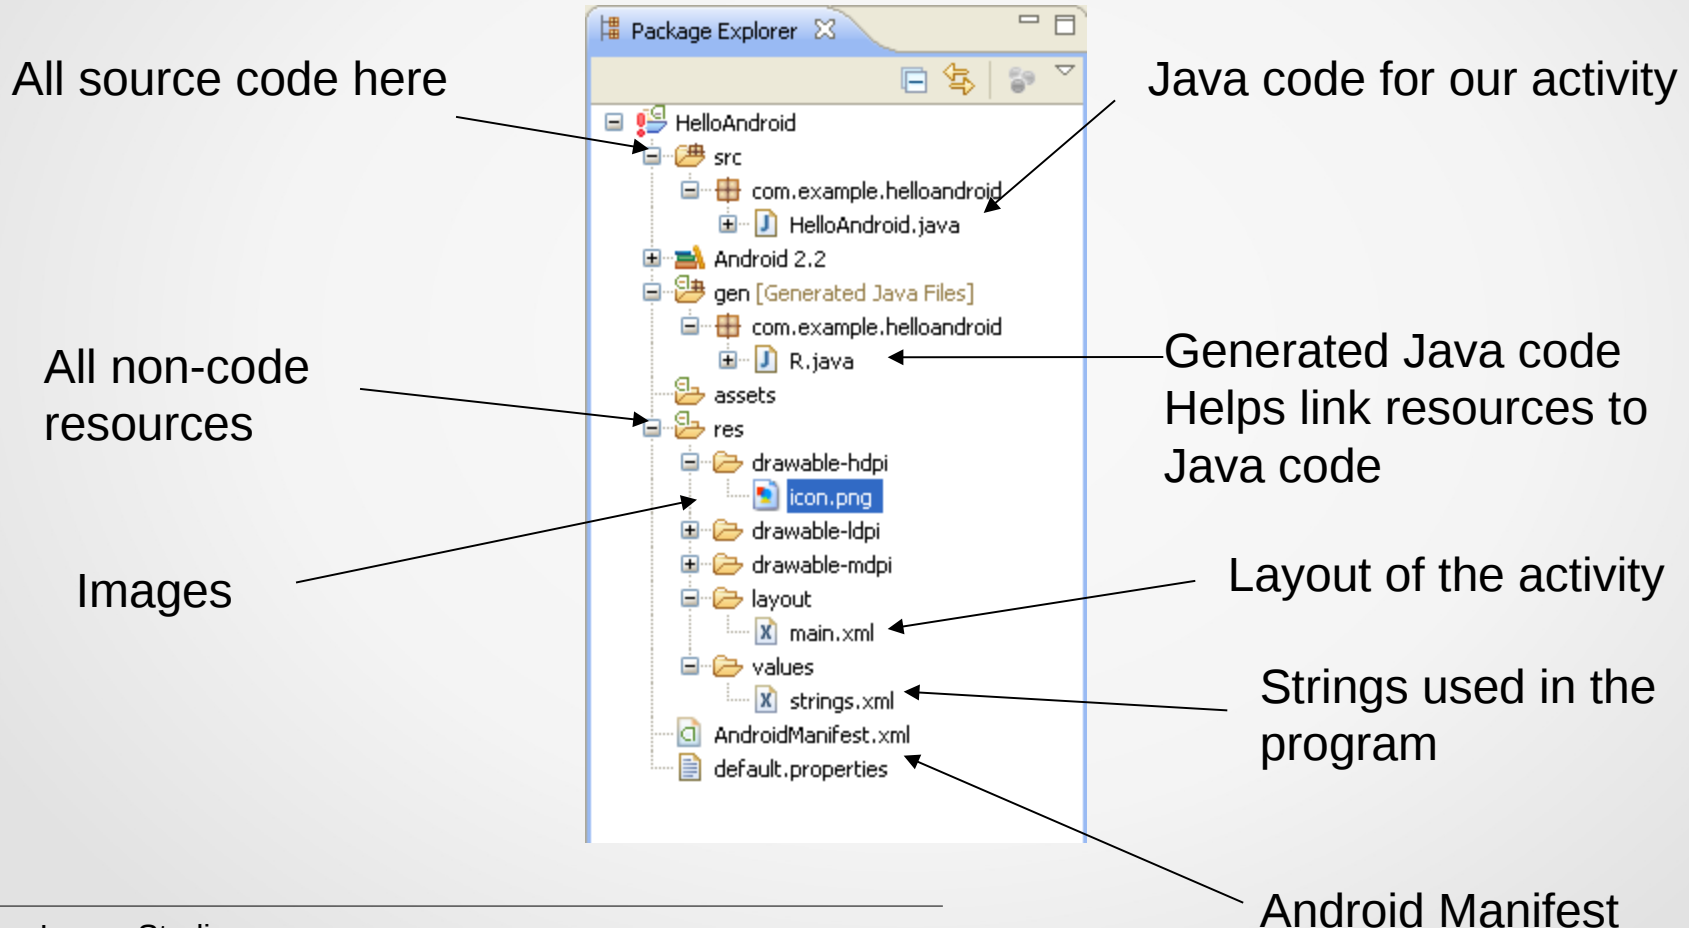 Package Explorer
All source code here
Java code for our activity
HelloAndroid
src
com.example.helloandroid
HelloAndroid.java
Android 2.2
gen [Generated Java Files]
com.example.helloandroid
R.java
assets
res
drawable-hdpi
icon.png
drawable-ldpi
drawable-mdpi
layout
main.xml
values
strings.xml
AndroidManifest.xml
default.properties
All non-code
resources
Images
Generated Java code
Helps link resources to
Java code
Layout of the activity
Strings used in the
program
Android Manifest